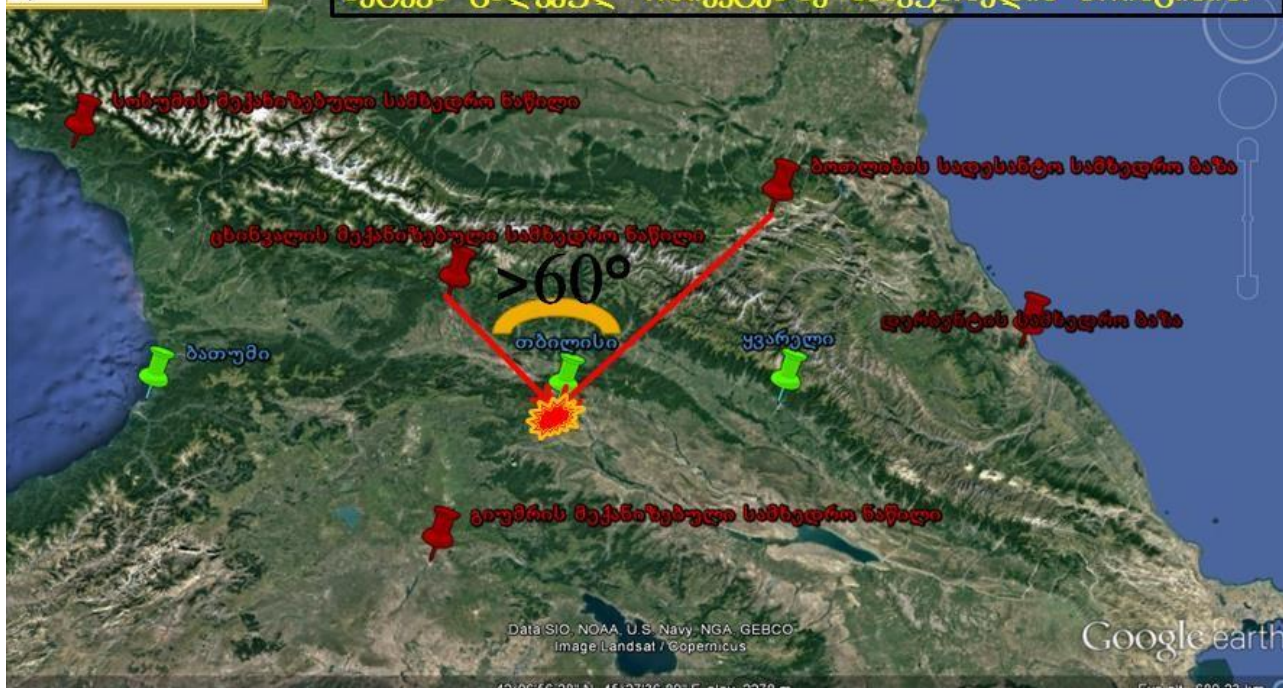 სოხუმის მექანიზებული სამხედრო ნაწილი
ბოთლიხის სადესანტო სამხედრო ბაზა
ცხინვალის მექანიზებული სამხედრო ნაწილი
>60°
დერბენტის სამხედრო ბაზა
თბილისი
ყვარელი
ბათუმი
გიუმრის მექანიზებული სამხედრო ნაწილი
Data SIO, NOAA, U.S. Navy, NGA, GEBCO
Image Landsat / Copernicus
Google earth